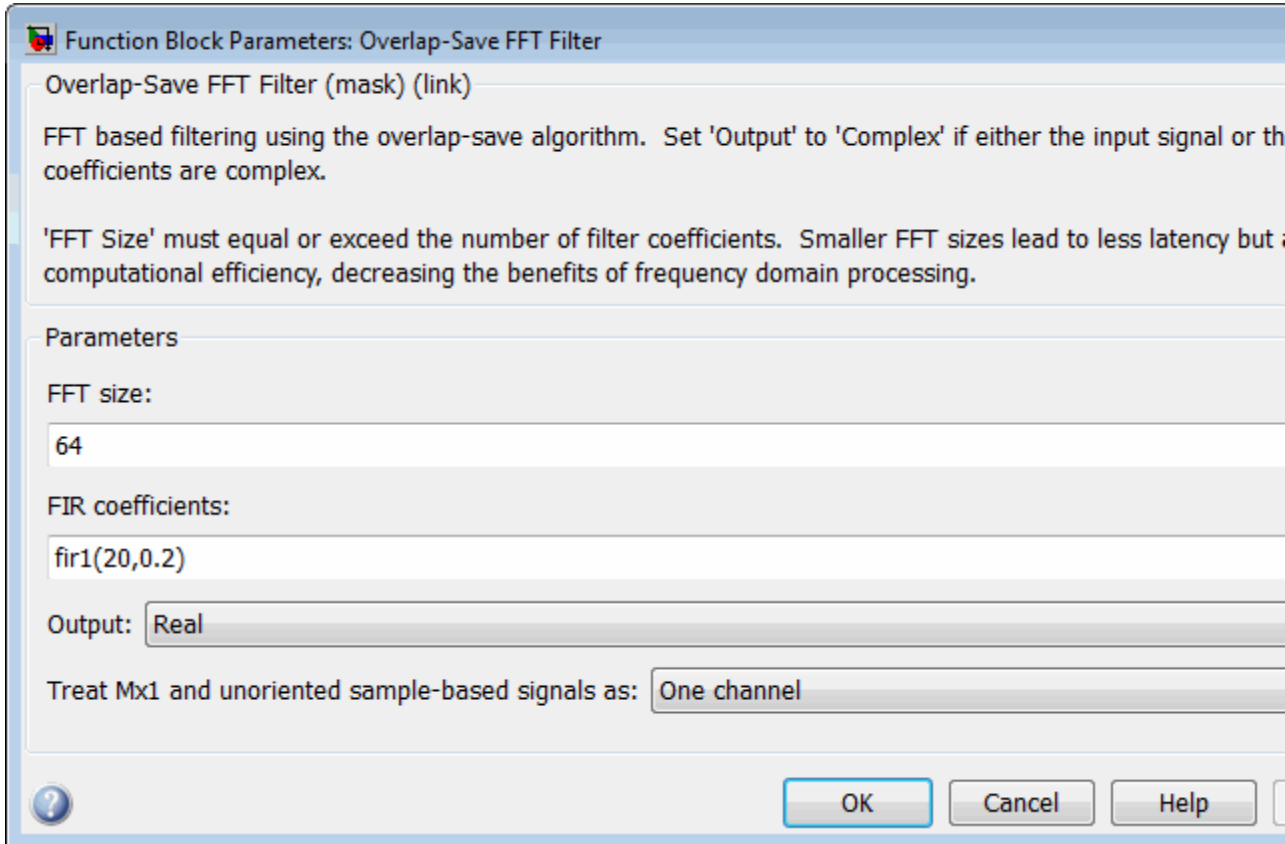 Function Block Parameters: Overlap-Save FFT Filter
Overlap-Save FFT Filter (mask) (link)
FFT based filtering using the overlap-save algorithm.  Set 'Output' to 'Complex' if either the input signal or th
coefficients are complex.
'FFT Size' must equal or exceed the number of filter coefficients.  Smaller FFT sizes lead to less latency but
computational efficiency, decreasing the benefits of frequency domain processing.
Parameters
FFT size:
64
FIR coefficients:
fir1(20,0.2)
Output: Real
Treat Mx1 and unoriented sample-based signals as: One channel
? OK Cancel Help